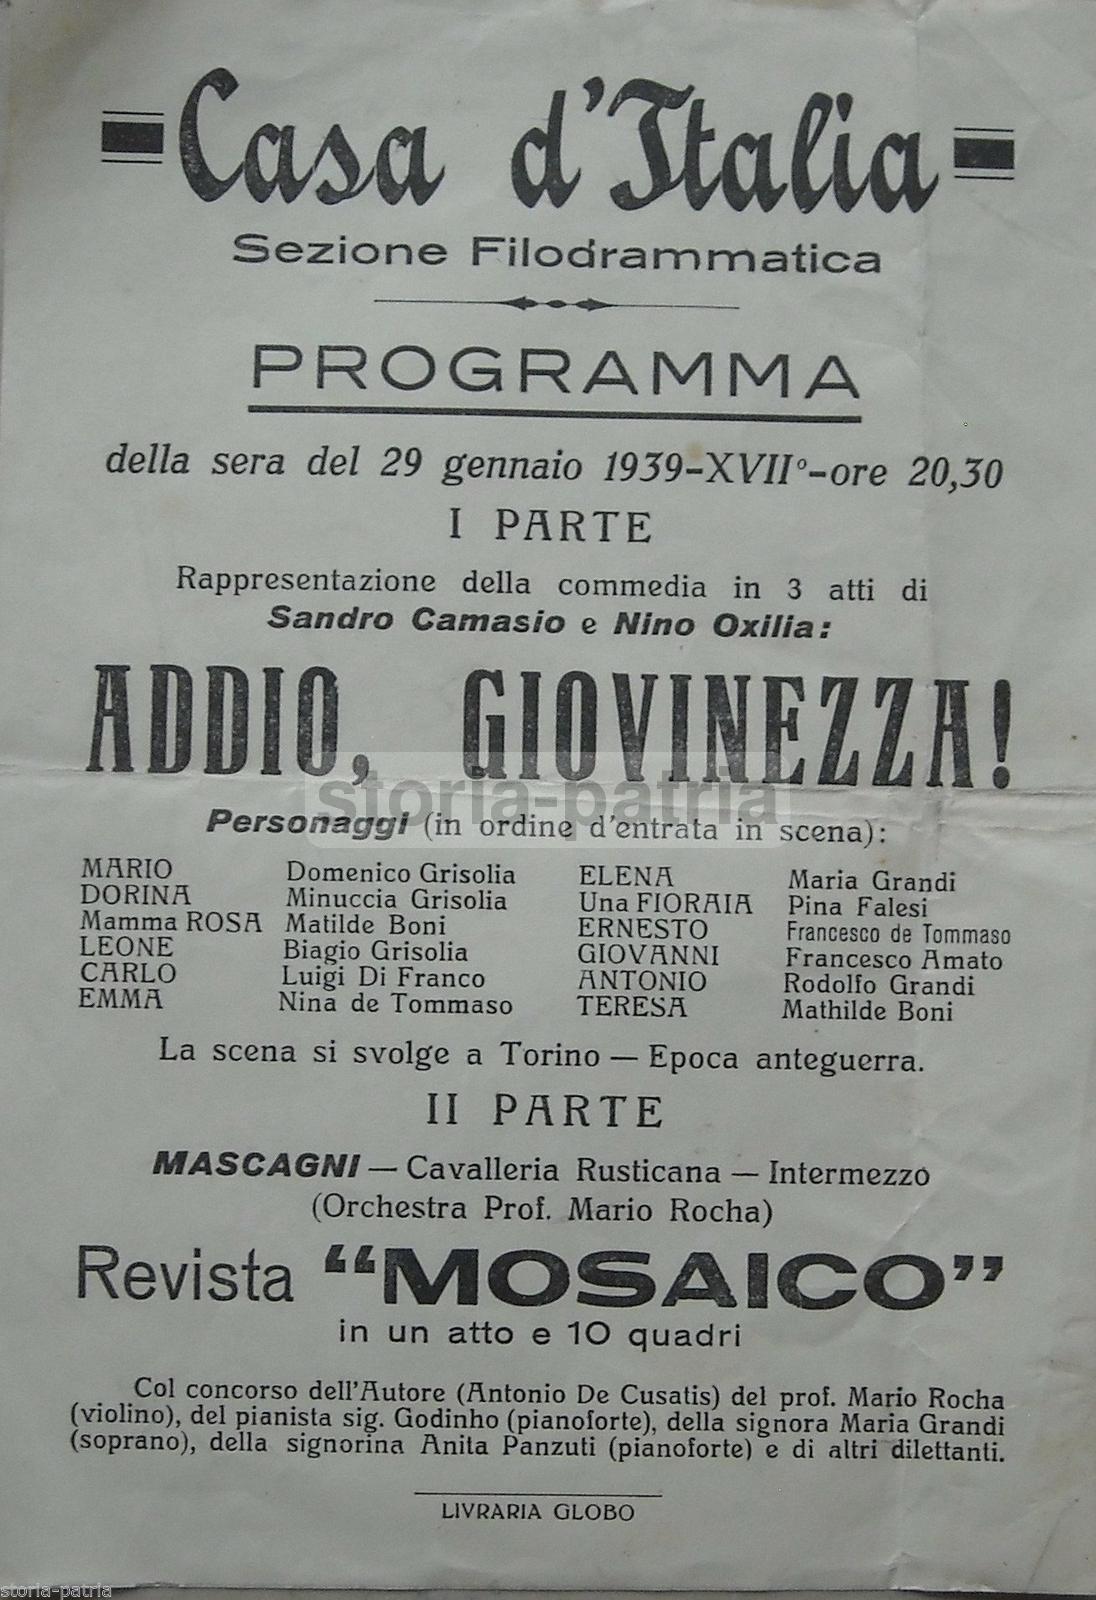 Casa d'Italia
Sezione Filodrammatica
PROGRAMMA
della sera del 29 gennaio 1939-XVIIº-ore 20,30
I PARTE
Rappresentazione della commedia in 3 atti di
Sandro Camasio e Nino Oxilia:
ADDIO, GIOVINEZZA!
storia-patria
Personaggi (in ordine d'entrata in scena):
MARIO Domenico Grisolia ELENA Maria Grandi
DORINA Minuccia Grisolia Una FIORAIA Pina Falesi
Mamma ROSA Matilde Boni ERNESTO Francesco de Tommaso
LEONE Biagio Grisolia GIOVANNI Francesco Amato
CARLO Luigi Di Franco ANTONIO Rodolfo Grandi
EMMA Nina de Tommaso TERESA Mathilde Boni
La scena si svolge a Torino — Epoca anteguerra.
II PARTE
MASCAGNI — Cavalleria Rusticana — Intermezzo
(Orchestra Prof. Mario Rocha)
Revista “MOSAICO”
in un atto e 10 quadri
Col concorso dell'Autore (Antonio De Cusatis) del prof. Mario Rocha
(violino), del pianista sig. Godinho (pianoforte), della signora Maria Grandi
(soprano), della signorina Anita Panzuti (pianoforte) e di altri dilettanti.
LIVRARIA GLOBO
storia-patria